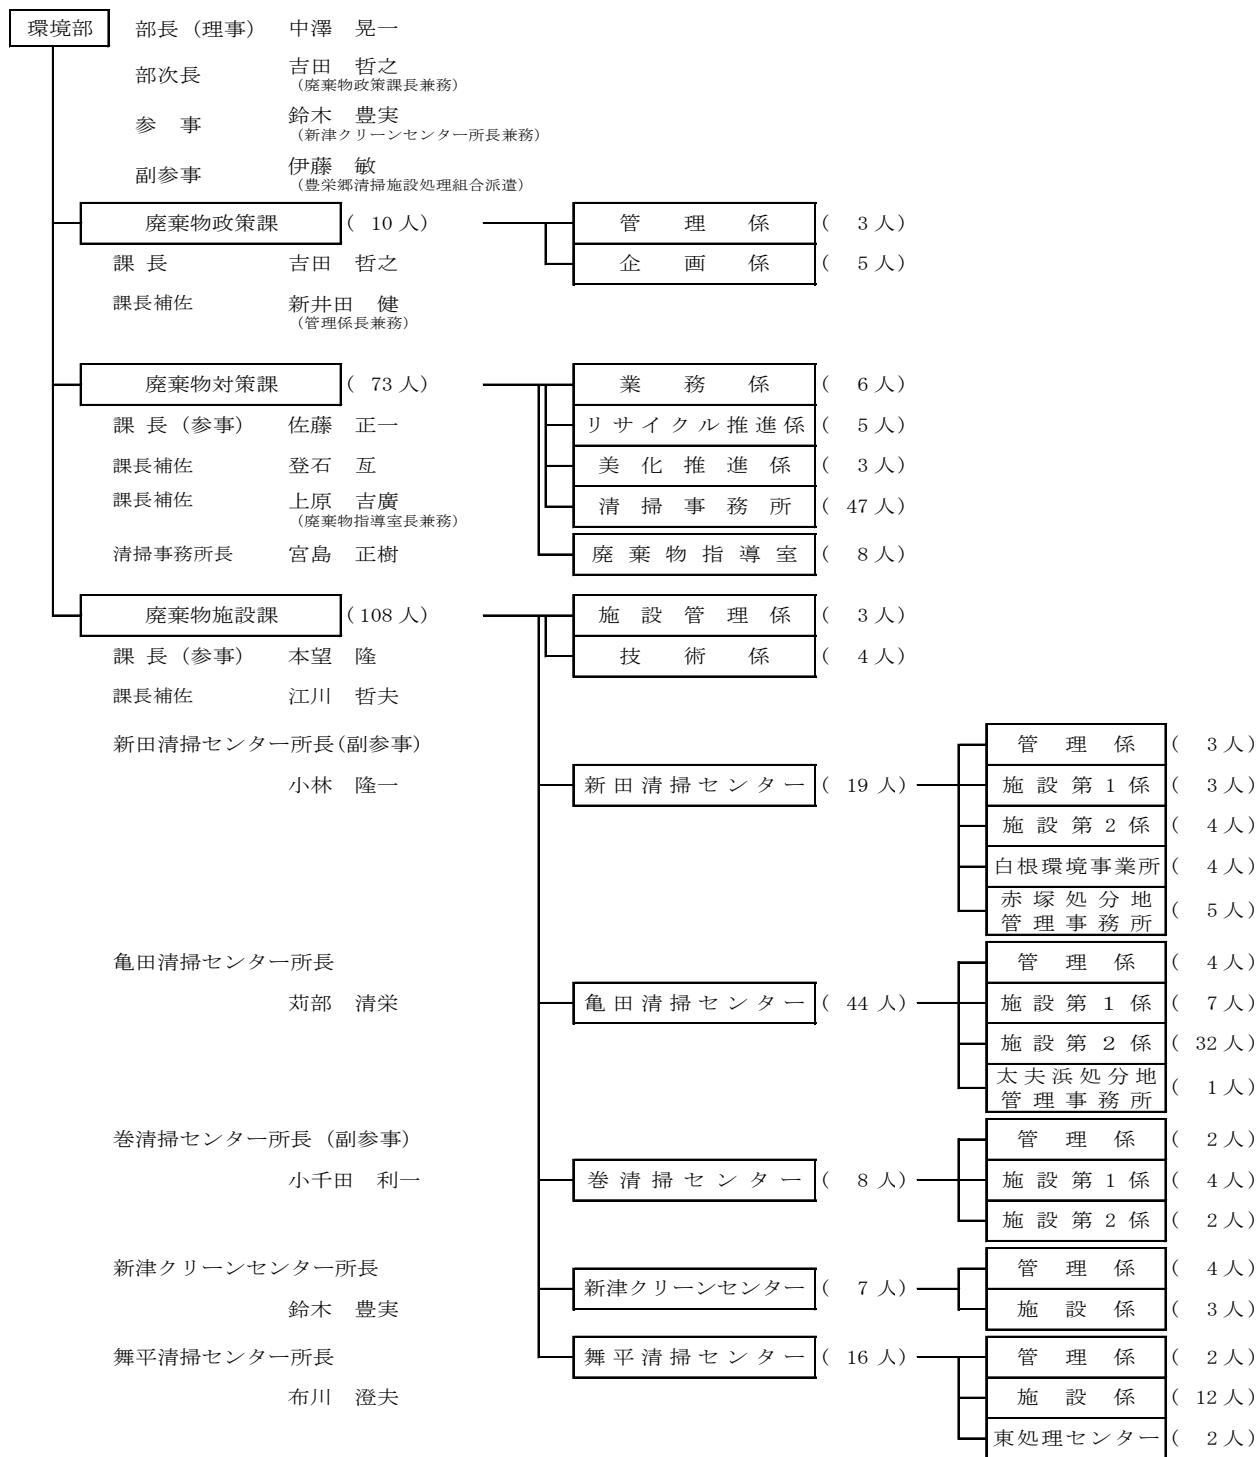 環境部 部長（理事） 中澤 晃一
部次長 吉田 哲之
（廃棄物政策課長兼務）
参 事 鈴木 豊実
（新津クリーンセンター所長兼務）
副参事 伊藤 敏
（豊栄郷清掃施設処理組合派遣）
廃棄物政策課 （ 10 人） 管 理 係 （ 3 人）
課 長 吉田 哲之 企 画 係 （ 5 人）
課長補佐 新井田 健
（管理係長兼務）
廃棄物対策課 （ 73 人） 業 務 係 （ 6 人）
課 長（参事） 佐藤 正一 リサイクル推進係 （ 5 人）
課長補佐 登石 亙 美 化 推 進 係 （ 3 人）
課長補佐 上原 吉廣 清 掃 事 務 所 （ 47 人）
（廃棄物指導室長兼務）
清掃事務所長 宮島 正樹 廃 棄 物 指 導 室 （ 8 人）
廃棄物施設課 （ 108 人） 施 設 管 理 係 （ 3 人）
課 長（参事） 本望 隆 技 術 係 （ 4 人）
課長補佐 江川 哲夫
新田清掃センター所長（副参事） 管 理 係 （ 3 人）
小林 隆一 新田清掃センター （ 19 人） 施 設 第 1 係 （ 3 人）
施 設 第 2 係 （ 4 人）
白根環境事業所 （ 4 人）
赤 塚 処 分 地
管 理 事 務 所 （ 5 人）
亀田清掃センター所長 管 理 係 （ 4 人）
苅部 清栄 亀田清掃センター （ 44 人） 施 設 第 １ 係 （ 7 人）
施 設 第 ２ 係 （ 32 人）
太夫浜処分地
管 理 事 務 所 （ 1 人）
巻清掃センター所長（副参事） 管 理 係 （ 2 人）
小千田 利一 巻清掃センター （ 8 人） 施 設 第 1 係 （ 4 人）
施 設 第 2 係 （ 2 人）
新津クリーンセンター所長 管 理 係 （ 4 人）
新津クリーンセンター （ 7 人）
鈴木 豊実 施 設 係 （ 3 人）
舞平清掃センター所長 舞平清掃センター （ 16 人） 管 理 係 （ 2 人）
布川 澄夫 施 設 係 （ 12 人）
東処理センター （ 2 人）